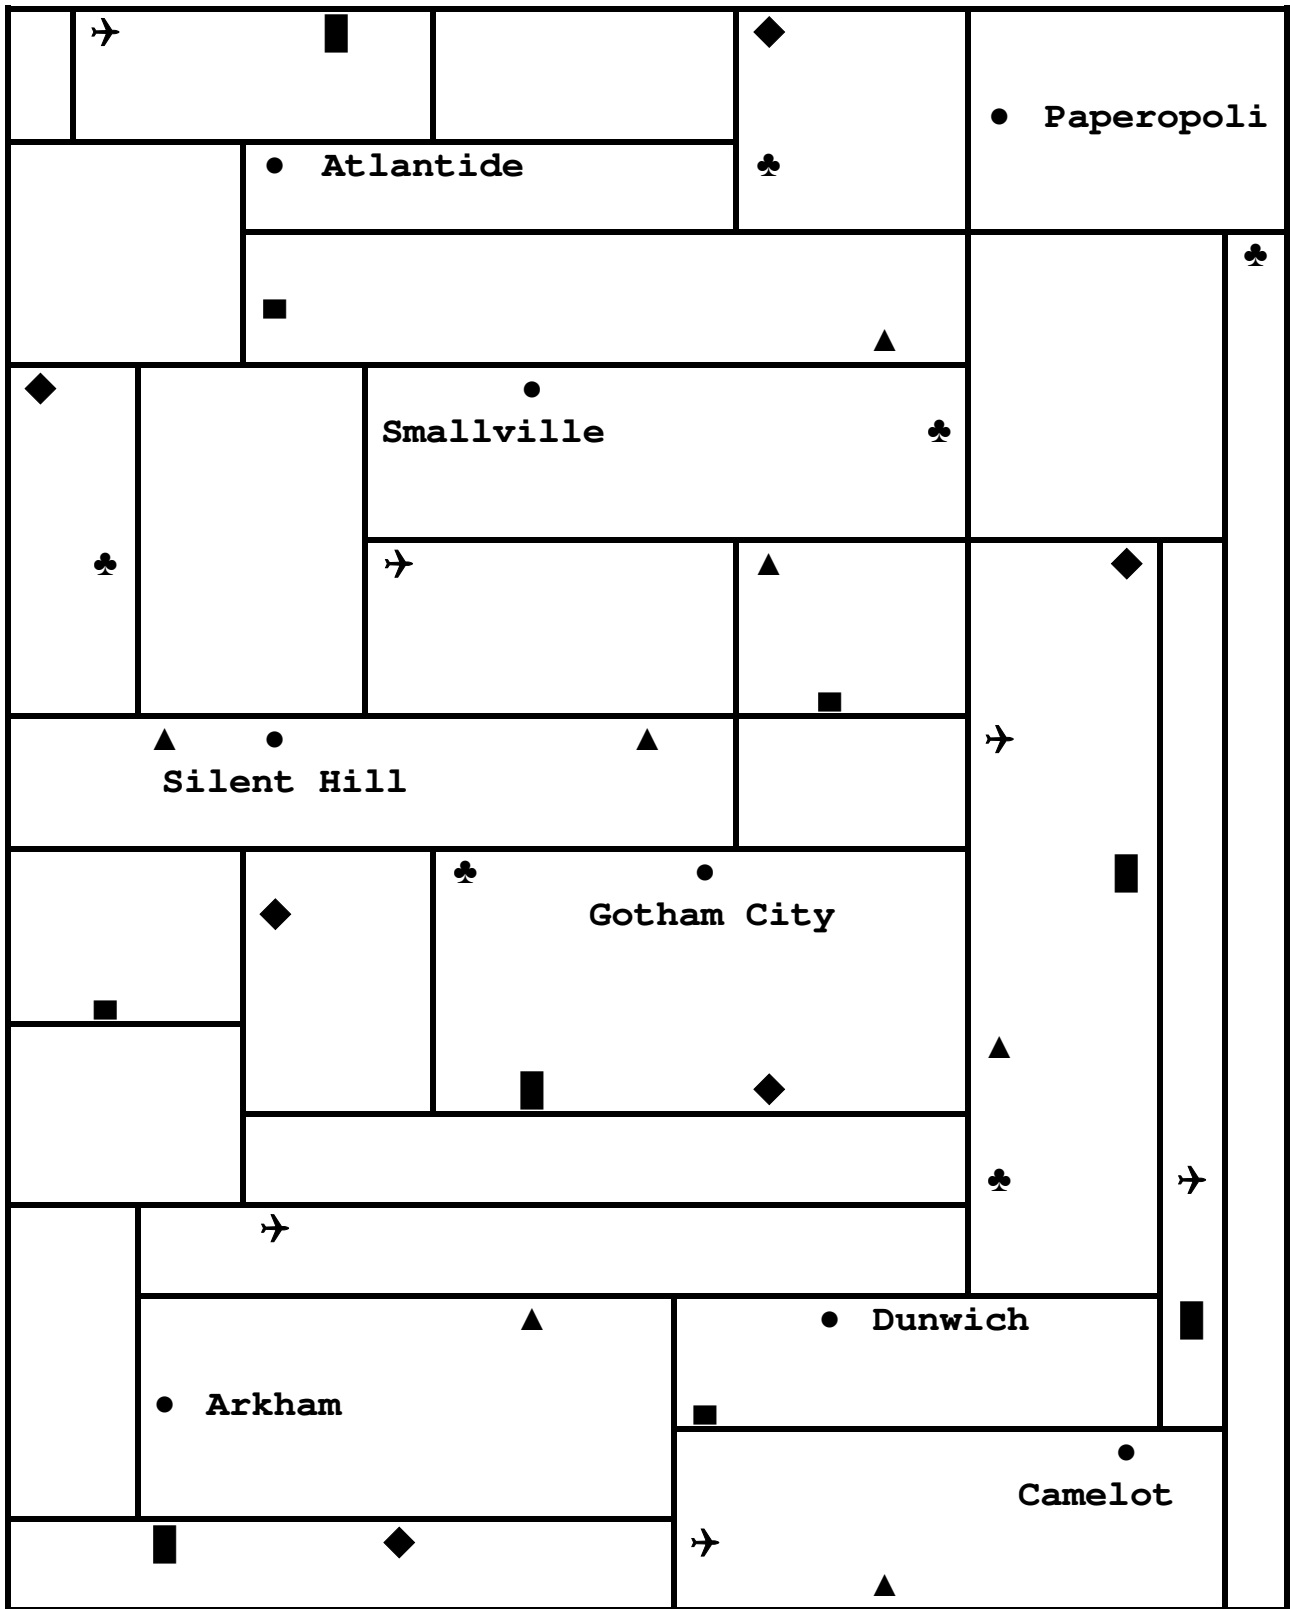 Paperopoli
Atlantide
Smallville
Silent Hill
Gotham City
Dunwich
Arkham
Camelot